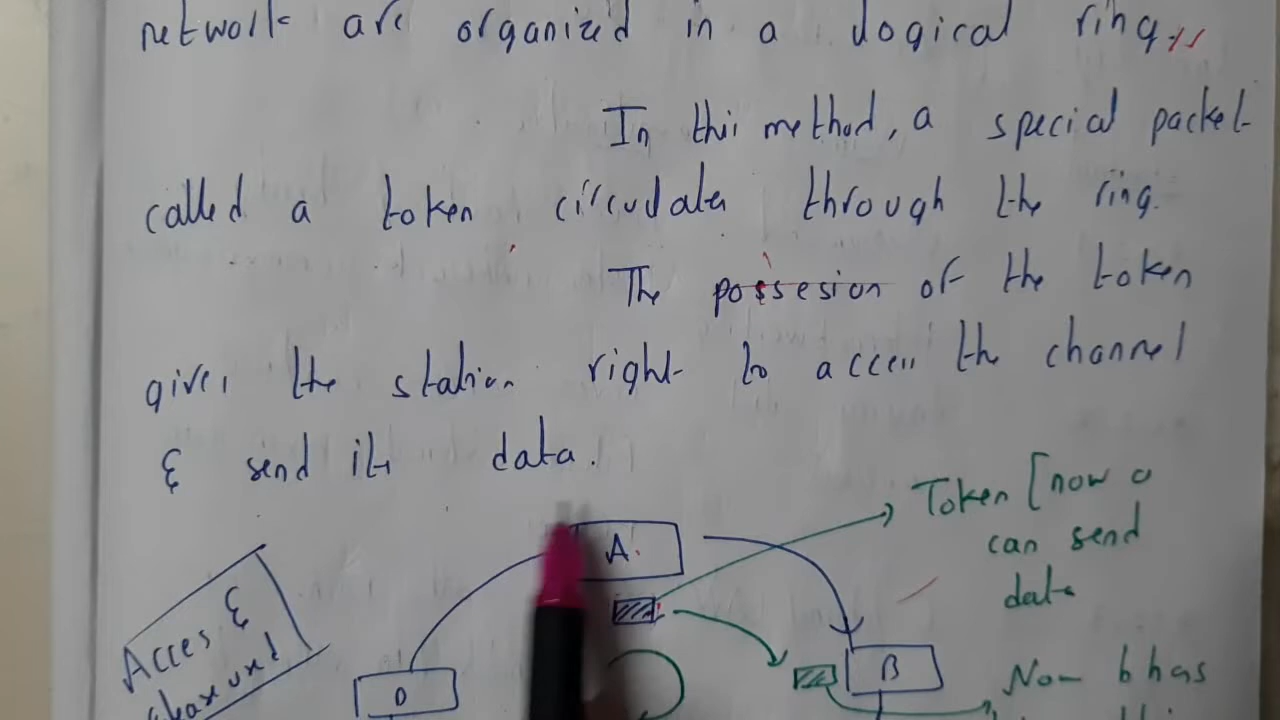 network are organized in a logical ring
In this method, a special packet
called a token circulates through the ring.
The possesion of the token
gives the station right to access the channel
& send its data.
Token [now a
can send
data
A
B
D
Acces &
Now b has